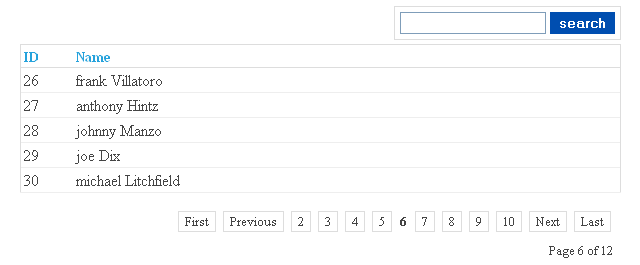 search
ID Name
26 frank Villatoro
27 anthony Hintz
28 johnny Manzo
29 joe Dix
30 michael Litchfield
First Previous 2 3 4 5 6 7 8 9 10 Next Last
Page 6 of 12